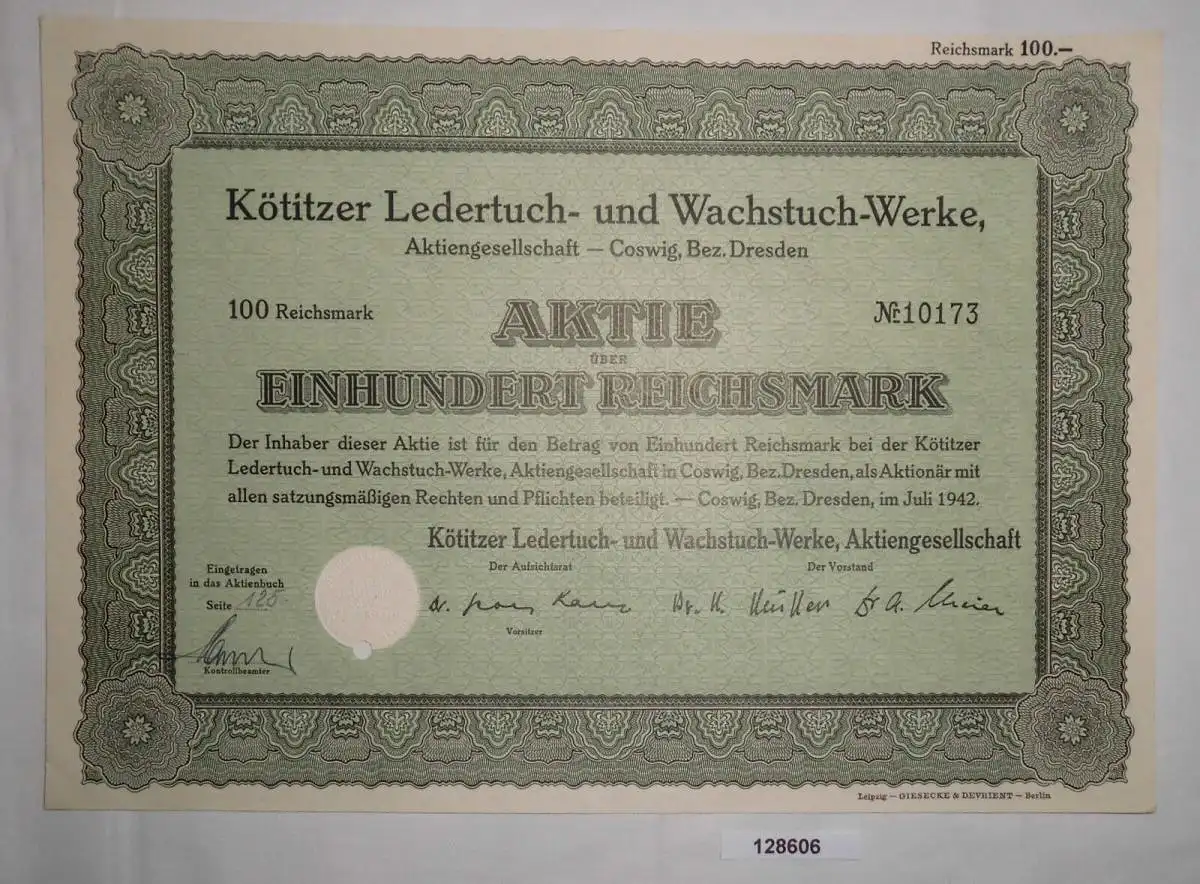 Reichsmark 100.—
Kötitzer Ledertuch- und Wachstuch-Werke,
Aktiengesellschaft — Coswig, Bez. Dresden
100 Reichsmark
AKTIE
№ 10173
ÜBER
EINHUNDERT REICHSMARK
Der Inhaber dieser Aktie ist für den Betrag von Einhundert Reichsmark bei der Kötitzer
Ledertuch- und Wachstuch-Werke, Aktiengesellschaft in Coswig, Bez. Dresden, als Aktionär mit
allen satzungsmäßigen Rechten und Pflichten beteiligt. — Coswig, Bez. Dresden, im Juli 1942.
Kötitzer Ledertuch- und Wachstuch-Werke, Aktiengesellschaft
Der Aufsichtsrat
Der Vorstand
Eingetragen
in das Aktienbuch
Seite 128
Vorsitzer
Kontrollbeamter
Leipzig — GIESECKE & DEVRIENT — Berlin
128606